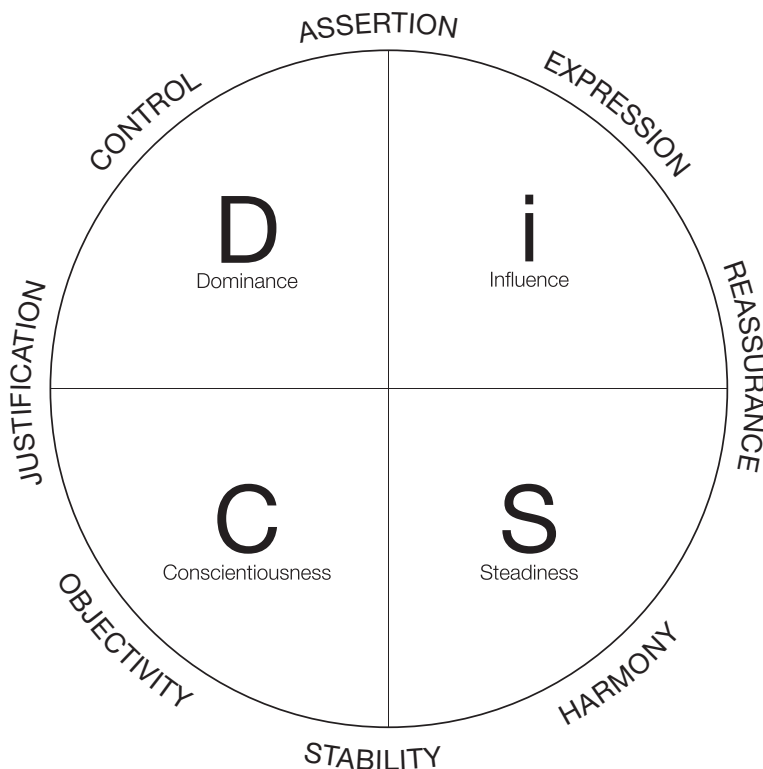 ASSERTION
CONTROL
EXPRESSION
D
Dominance
i
Influence
JUSTIFICATION
REASSURANCE
C
Conscientiousness
S
Steadiness
OBJECTIVITY
HARMONY
STABILITY